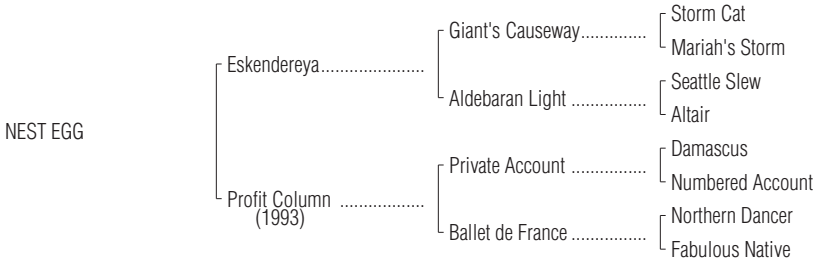 Storm Cat
Giant's Causeway..............
Mariah's Storm
Eskendereya......................
Seattle Slew
Aldebaran Light ................
Altair
NEST EGG
Damascus
Private Account ................
Numbered Account
Profit Column ..................
(1993)
Northern Dancer
Ballet de France ................
Fabulous Native